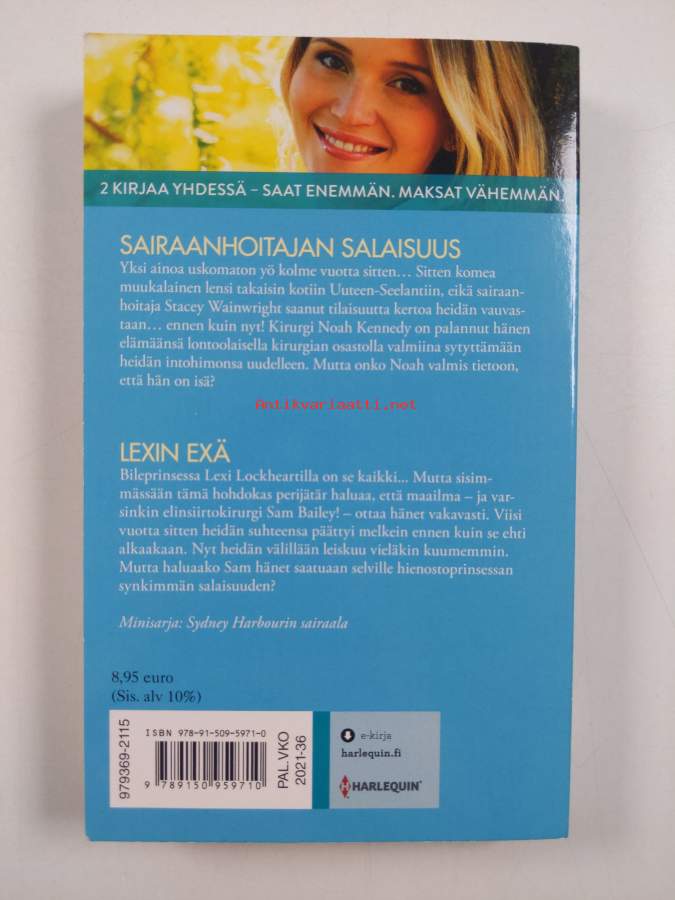 2 KIRJAA YHDESSÄ – SAAT ENEMMÄN. MAKSAT VÄHEMMÄN.
SAIRAANHOITAJAN SALAISUUS
Yksi ainoa uskomaton yö kolme vuotta sitten… Sitten komea
muukalainen lensi takaisin kotiin Uuteen-Seelantiin, eikä sairaan-
hoitaja Stacey Wainwright saanut tilaisuutta kertoa heidän vauvas-
taan… ennen kuin nyt! Kirurgi Noah Kennedy on palannut hänen
elämäänsä lontoolaisella kirurgian osastolla valmiina sytyttämään
heidän intohimonsa uudelleen. Mutta onko Noah valmis tietoon,
että hän on isä?
Antikvariaatti.net
LEXIN EXÄ
Bileprinsessa Lexi Lockheartilla on se kaikki... Mutta sisim-
mässään tämä hohdokas perijätär haluaa, että maailma – ja var-
sinkin elinsiirtokirurgi Sam Bailey! – ottaa hänet vakavasti. Viisi
vuotta sitten heidän suhteensa päättyi melkein ennen kuin se ehti
alkaakaan. Nyt heidän välillään leiskuu vieläkin kuumemmin.
Mutta haluaako Sam hänet saatuaan selville hienostoprinsessan
synkimmän salaisuuden?
Minisarja: Sydney Harbourin sairaala
8,95 euro
(Sis. alv 10%)
979369-2115
ISBN 978-91-509-5971-0
9 789150 959710
PAL.VKO
2021-36
e-kirja
harlequin.fi
HARLEQUIN™